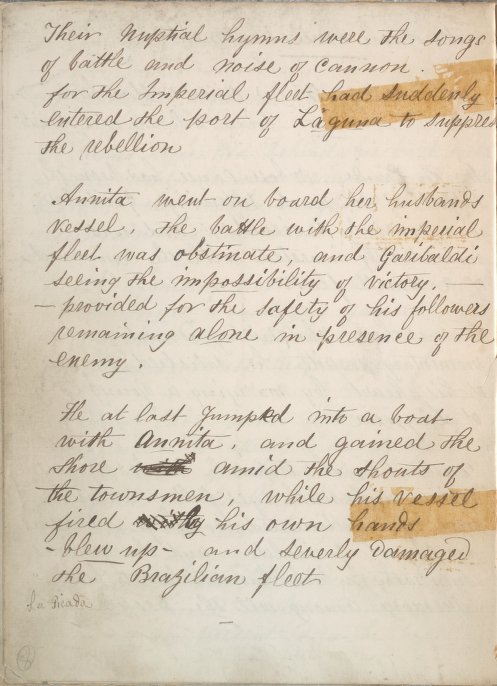 Their Nuptial hymns were the songs
of battle and noise of cannon.
for the Imperial fleet had suddenly
entered the port of Laguna to suppres
the rebellion
Annita went on board her husbands
vessel, the battle with the imperial
fleet was obstinate, and Garibaldi
seeing the impossibility of victory, —
— provided for the safety of his followers
remaining alone in presence of the
enemy.
He at last jumped into a boat
with Annita, and gained the
shore amid the shouts of
the townsmen, while his vessel
fired by his own hands
- blew up - and severly damaged
the Brazilian fleet
La Picada
—
8